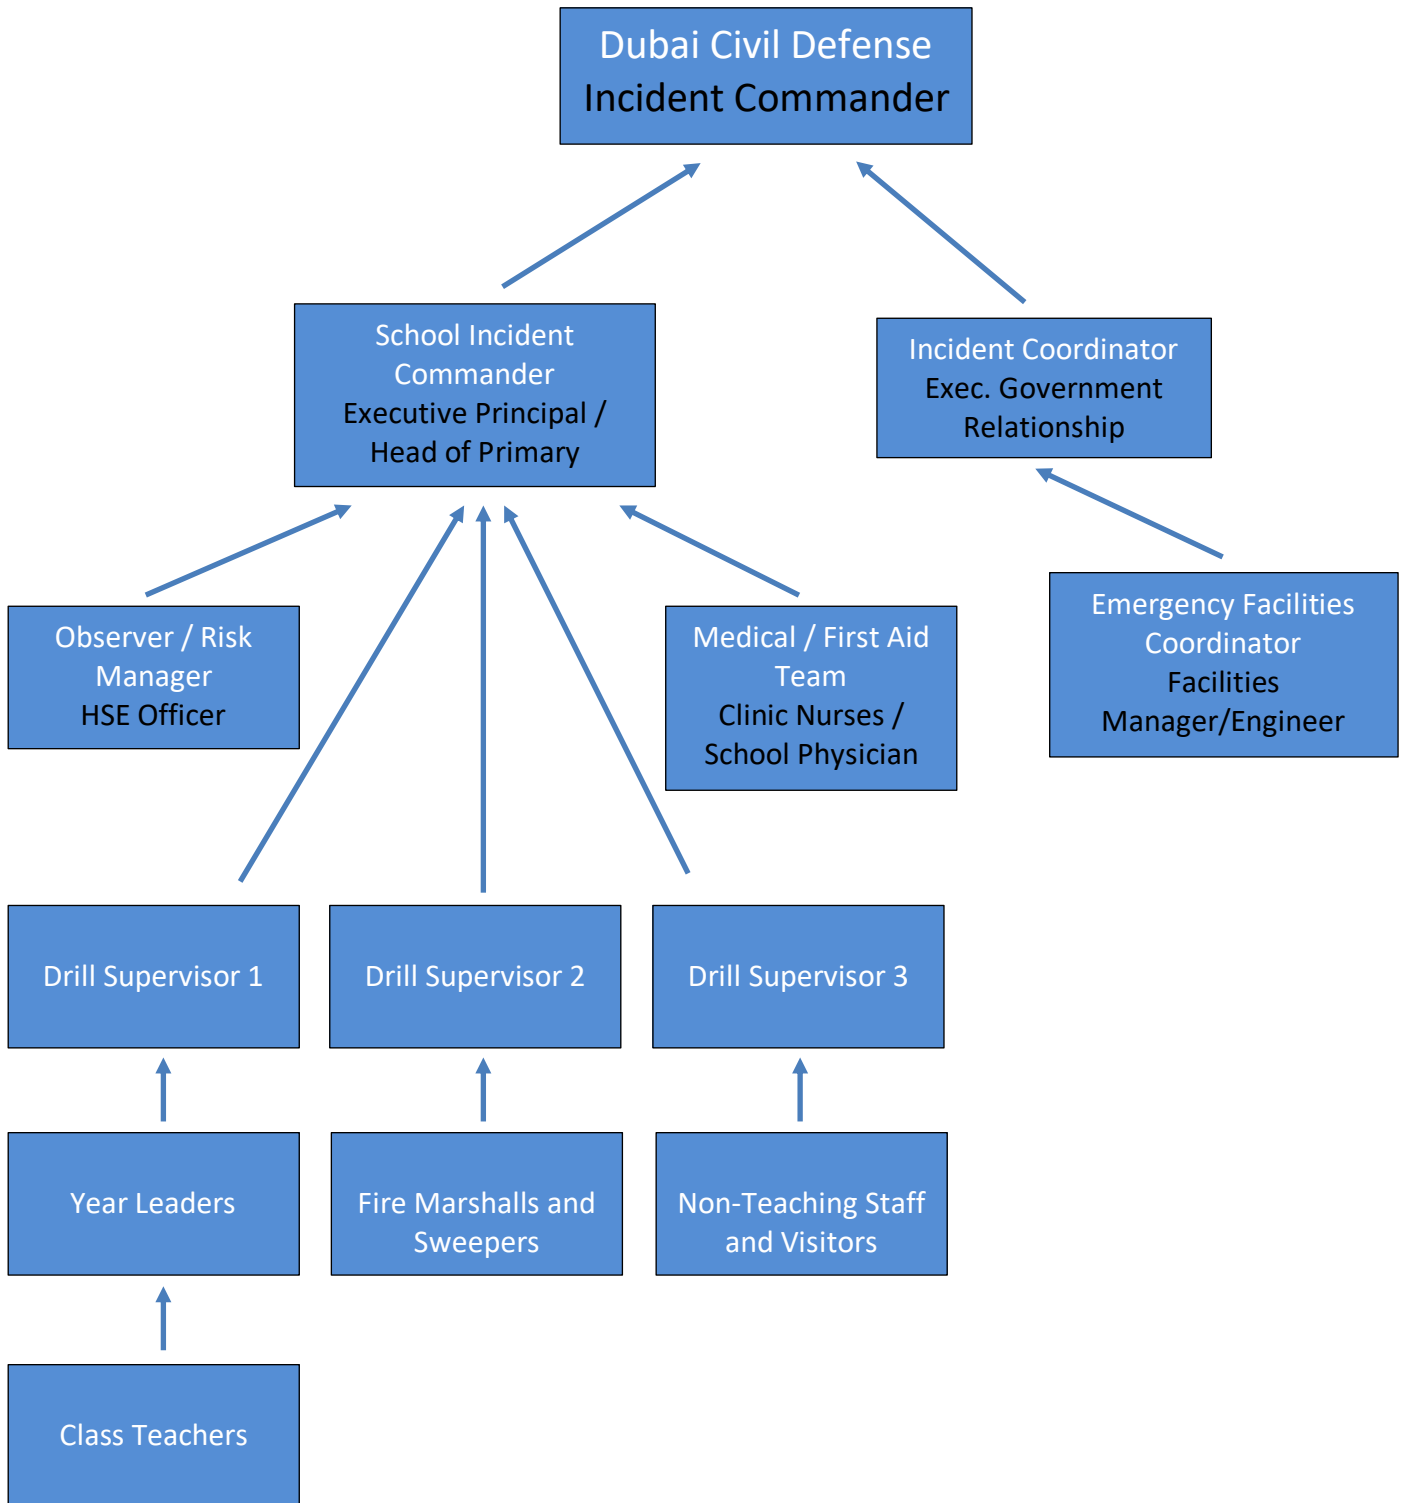 Dubai Civil Defense
Incident Commander
School Incident
Commander
Executive Principal /
Head of Primary
Incident Coordinator
Exec. Government
Relationship
Observer / Risk
Manager
HSE Officer
Medical / First Aid
Team
Clinic Nurses /
School Physician
Emergency Facilities
Coordinator
Facilities
Manager/Engineer
Drill Supervisor 1
Drill Supervisor 2
Drill Supervisor 3
Year Leaders
Fire Marshalls and
Sweepers
Non-Teaching Staff
and Visitors
Class Teachers